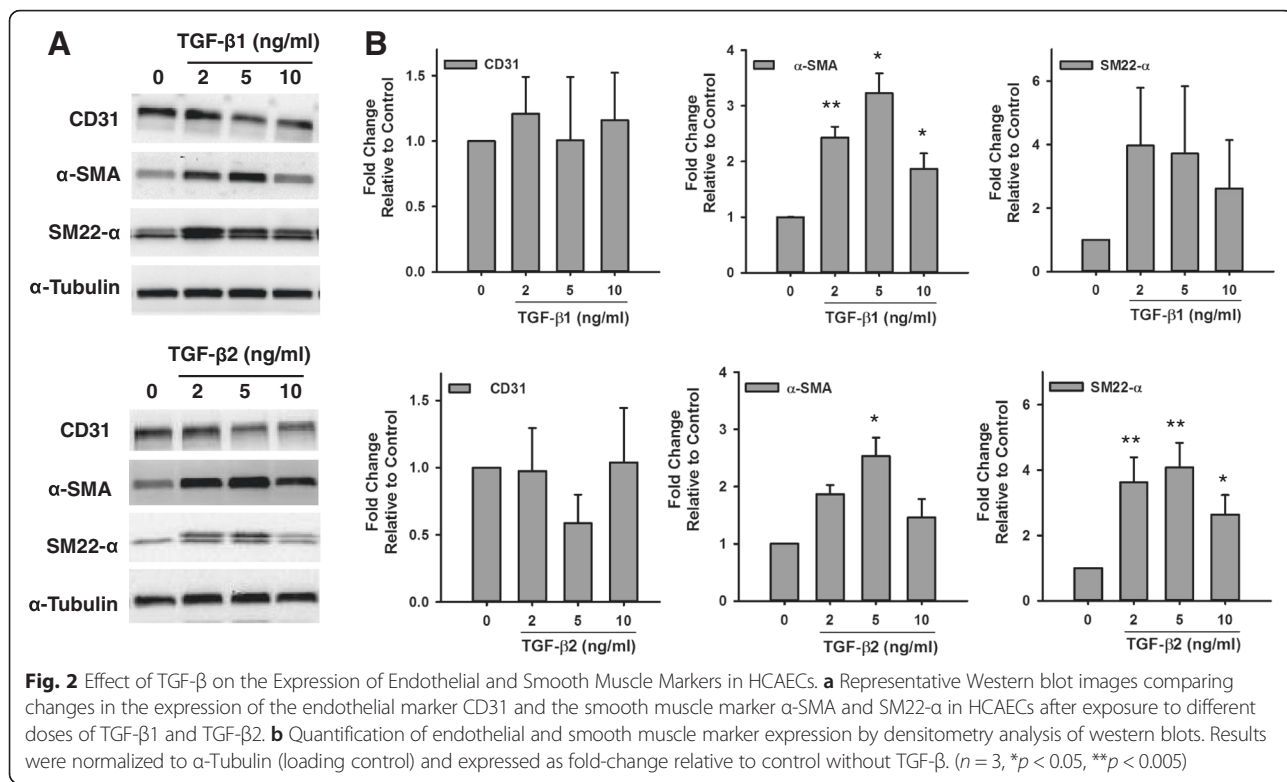 A
TGF-β1 (ng/ml)
0 2 5 10
CD31
α-SMA
SM22-α
α-Tubulin
TGF-β2 (ng/ml)
0 2 5 10
CD31
α-SMA
SM22-α
α-Tubulin
B
CD31
Fold Change
Relative to Control
1.5
1.0
0.5
0.0
0 2 5 10
TGF-β1 (ng/ml)
α-SMA
Fold Change
Relative to Control
4
3
2
1
0
** * *
0 2 5 10
TGF-β1 (ng/ml)
SM22-α
Fold Change
Relative to Control
6
4
2
0
0 2 5 10
TGF-β1 (ng/ml)
CD31
Fold Change
Relative to Control
1.5
1.0
0.5
0.0
0 2 5 10
TGF-β2 (ng/ml)
α-SMA
Fold Change
Relative to Control
4
3
2
1
0
*
0 2 5 10
TGF-β2 (ng/ml)
SM22-α
Fold Change
Relative to Control
6
4
2
0
** ** *
0 2 5 10
TGF-β2 (ng/ml)
Fig. 2 Effect of TGF-β on the Expression of Endothelial and Smooth Muscle Markers in HCAECs. a Representative Western blot images comparing
changes in the expression of the endothelial marker CD31 and the smooth muscle marker α-SMA and SM22-α in HCAECs after exposure to different
doses of TGF-β1 and TGF-β2. b Quantification of endothelial and smooth muscle marker expression by densitometry analysis of western blots. Results
were normalized to α-Tubulin (loading control) and expressed as fold-change relative to control without TGF-β. (n = 3, *p < 0.05, **p < 0.005)